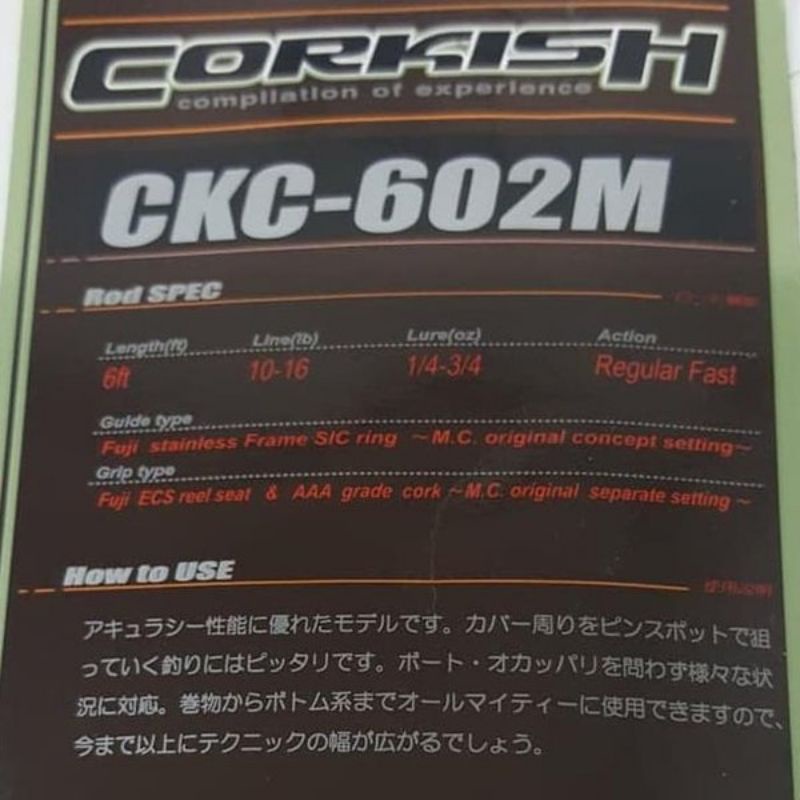 CORKISH
compilation of experience
CKC-602M
Rod SPEC
Length(ft) Line(lb) Lure(oz) Action
6ft 10-16 1/4-3/4 Regular Fast
Guide type
Fuji stainless Frame SIC ring ~M.C. original concept setting~
Grip type
Fuji ECS reel seat & AAA grade cork ~M.C. original separate setting ~
How to USE 使用説明
アキュラシー性能に優れたモデルです。カバー周りをピンスポットで狙
っていく釣りにはピッタリです。ボート・オカッパリを問わず様々な状
況に対応。巻物からボトム系までオールマイティーに使用できますので、
今まで以上にテクニックの幅が広がるでしょう。